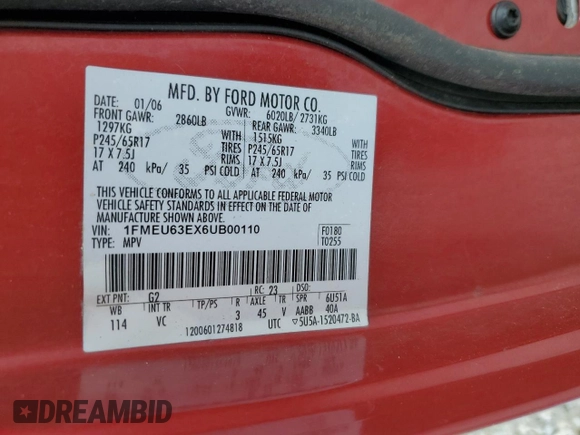 MFD. BY FORD MOTOR CO.
DATE: 01/06 GVWR: 6020LB/ 2731KG
FRONT GAWR: 2860LB REAR GAWR: 3340LB
1297KG WITH 1515KG WITH
P245/65R17 TIRES P245/65R17 TIRES
17 X 7.5J RIMS 17 X 7.5J RIMS
AT 240 kPa/ 35 PSI COLD AT 240 kPa/ 35 PSI COLD
THIS VEHICLE CONFORMS TO ALL APPLICABLE FEDERAL MOTOR
VEHICLE SAFETY STANDARDS IN EFFECT ON THE DATE OF
MANUFACTURE SHOWN ABOVE.
VIN: 1FMEU63EX6UB00110 F0180
TYPE: MPV T0255
EXT PNT: G2 RC: 23 DSO:
WB INT TR TP/PS R AXLE TR SPR 6U51A
114 VC 3 45 V AABB 40A
1200601274818 UTC ▽5U5A-1520472-BA
DREAMBID